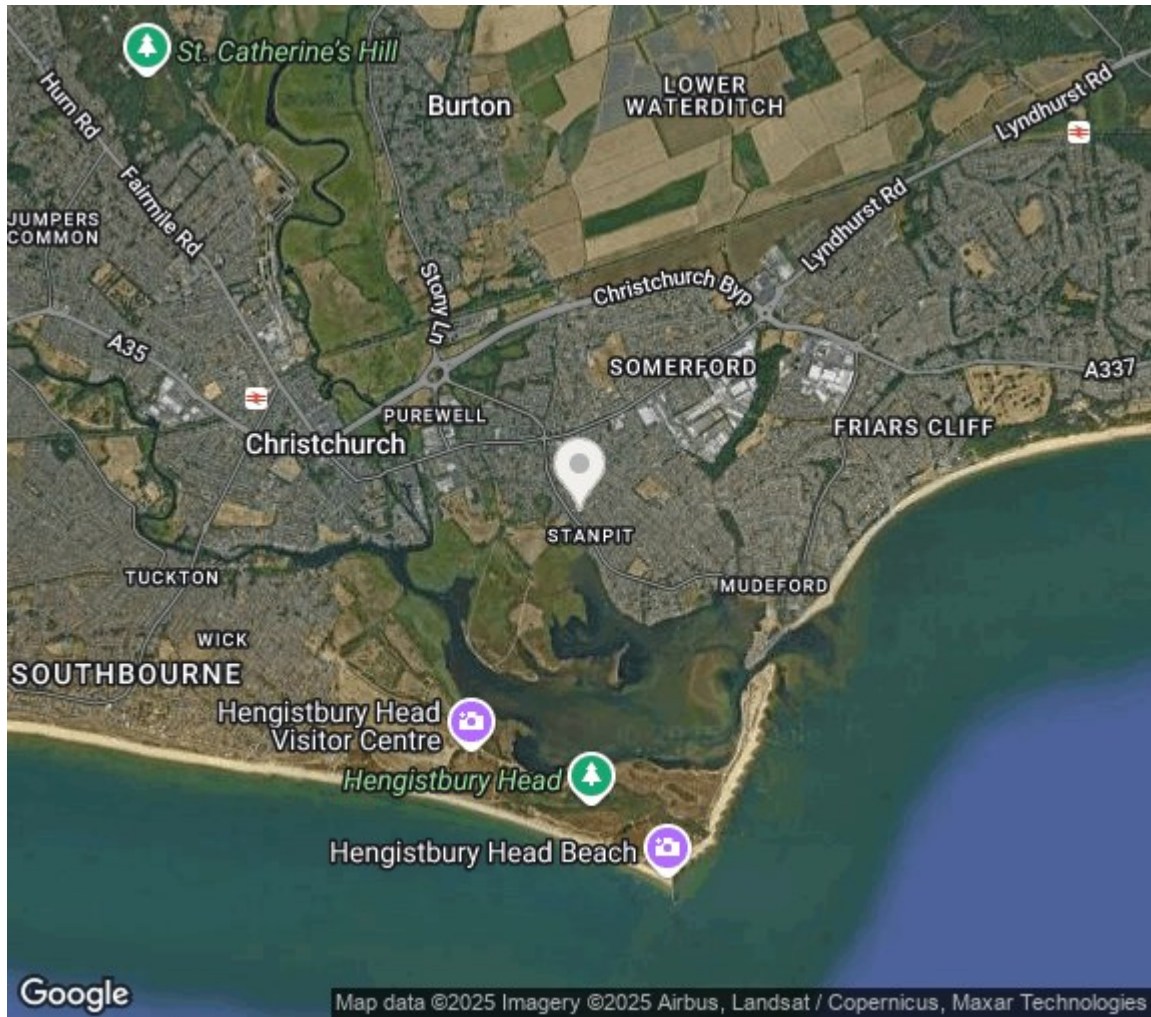 St. Catherine's Hill
Burton
LOWER
WATERDITCH
Lyndhurst Rd
Hurn Rd
Fairmile Rd
JUMPERS
COMMON
Lyndhurst Rd
Stony Ln
Christchurch Byp
A35
SOMERFORD
A337
PUREWELL
FRIARS CLIFF
Christchurch
STANPIT
TUCKTON
MUDEFORD
WICK
SOUTHBOURNE
Hengistbury Head
Visitor Centre
Hengistbury Head
Hengistbury Head Beach
Google
Map data ©2025 Imagery ©2025 Airbus, Landsat / Copernicus, Maxar Technologies